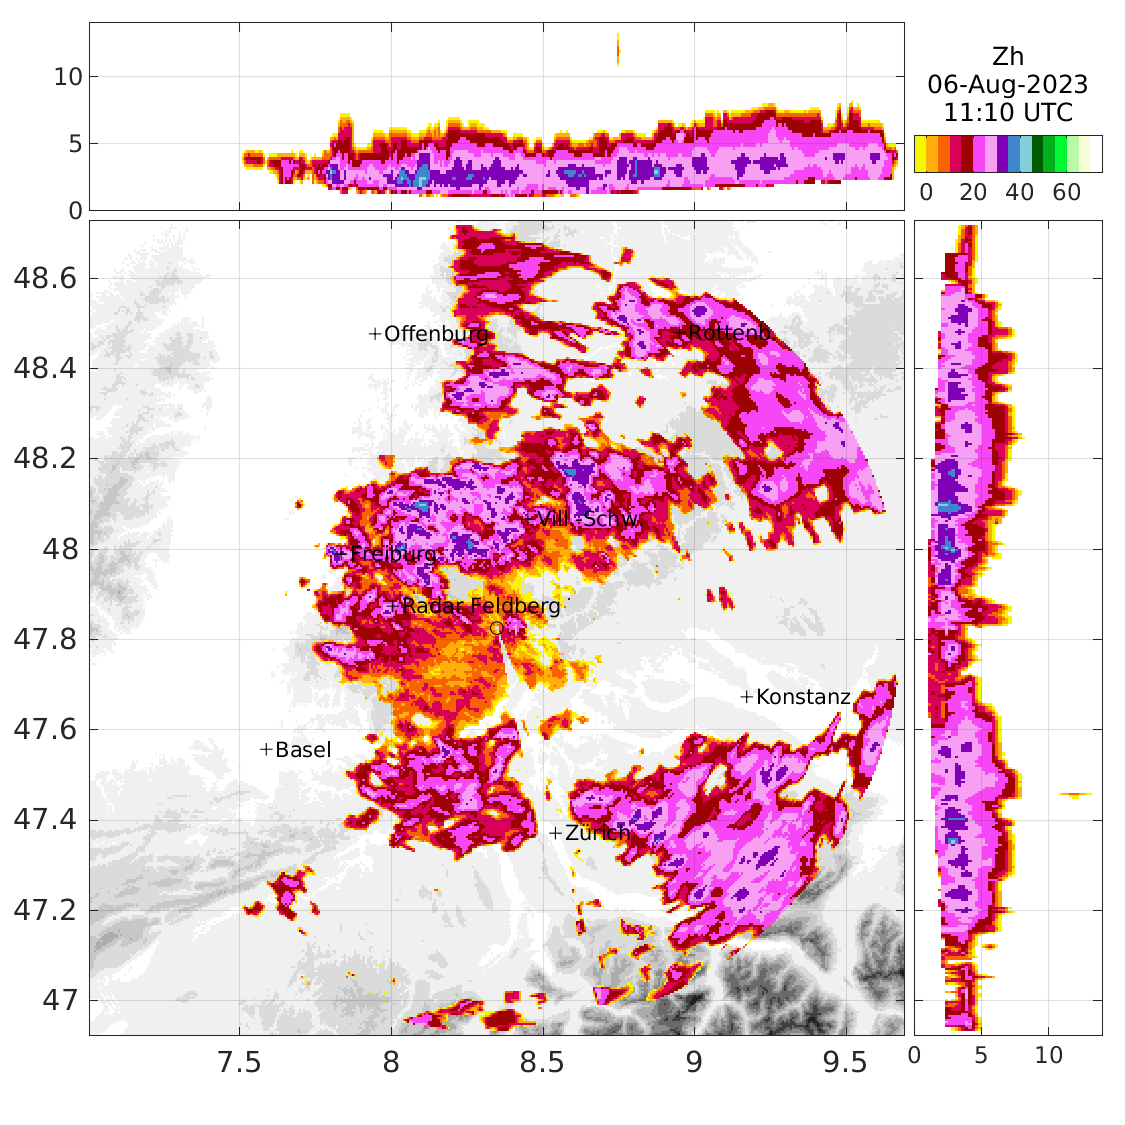 Zh
06-Aug-2023
11:10 UTC
0 20 40 60
10
5
0
48.6
48.4
48.2
48
47.8
47.6
47.4
47.2
47
+Offenburg
+Rottenb.
+Vill.-Schw.
+Freiburg
+Radar Feldberg
+Konstanz
+Basel
+Zürich
7.5 8 8.5 9 9.5
0 5 10